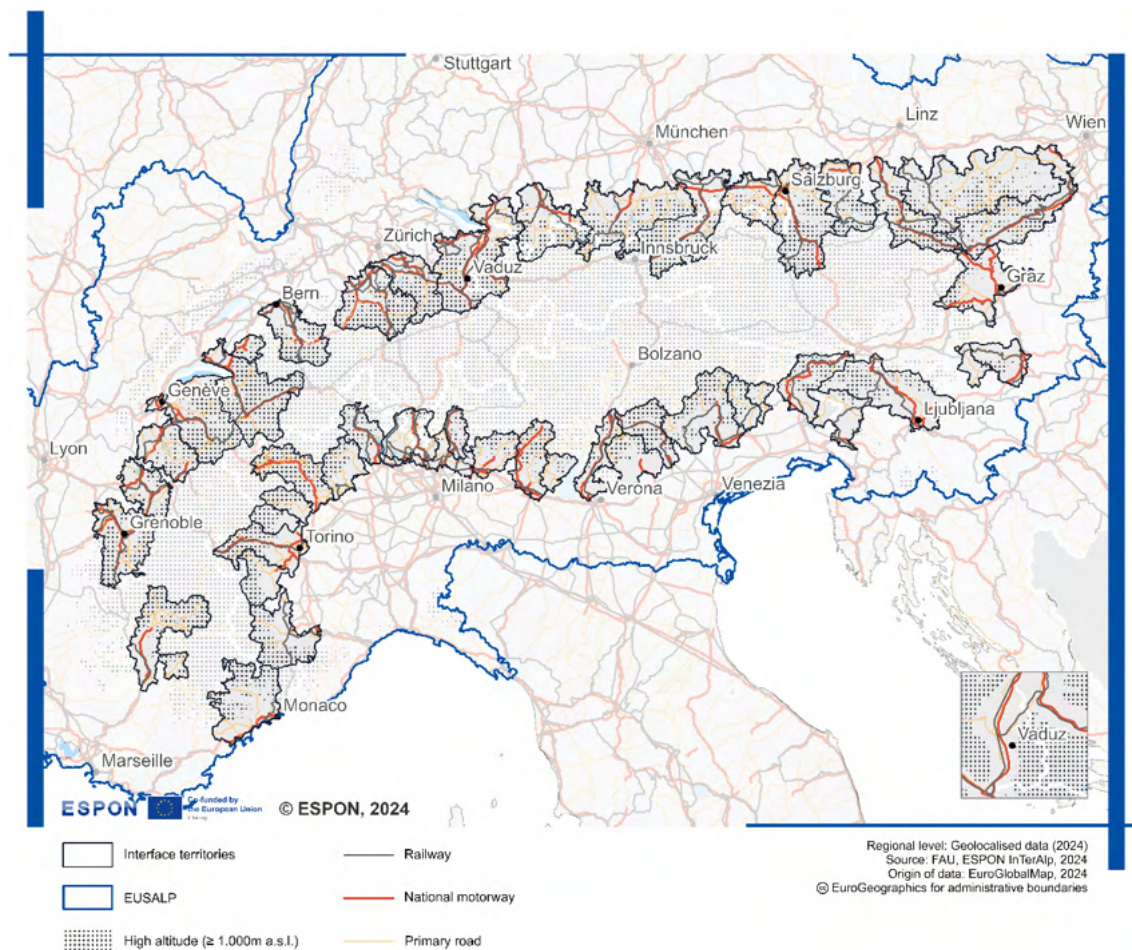 Stuttgart
Linz
Wien
München
Salzburg
Zürich
Innsbruck
Vaduz
Graz
Bern
Bolzano
Genève
Ljubljana
Lyon
Milano
Verona
Venezia
Grenoble
Torino
Monaco
Vaduz
Marseille
ESPON
Co-funded by
the European Union
© ESPON, 2024
Interface territories
Railway
EUSALP
National motorway
High altitude (≥ 1.000m a.s.l.)
Primary road
Regional level: Geolocalised data (2024)
Source: FAU, ESPON InTerAlp, 2024
Origin of data: EuroGlobalMap, 2024
EuroGeographics for administrative boundaries